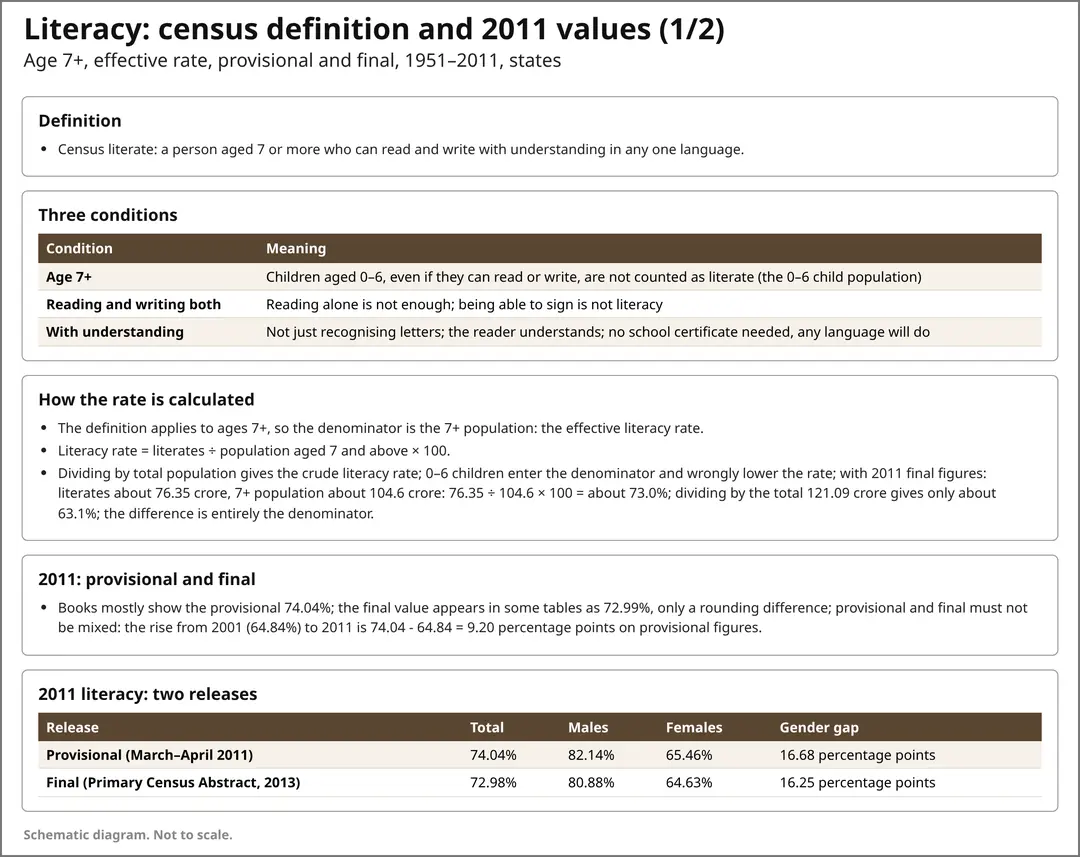 Literacy: census definition and 2011 values (1/2)
Age 7+, effective rate, provisional and final, 1951–2011, states
Definition
• Census literate: a person aged 7 or more who can read and write with understanding in any one language.
Three conditions
Condition Meaning
Age 7+ Children aged 0–6, even if they can read or write, are not counted as literate (the 0–6 child population)
Reading and writing both Reading alone is not enough; being able to sign is not literacy
With understanding Not just recognising letters; the reader understands; no school certificate needed, any language will do
How the rate is calculated
• The definition applies to ages 7+, so the denominator is the 7+ population: the effective literacy rate.
• Literacy rate = literates ÷ population aged 7 and above × 100.
• Dividing by total population gives the crude literacy rate; 0–6 children enter the denominator and wrongly lower the rate; with 2011 final figures:
literates about 76.35 crore, 7+ population about 104.6 crore: 76.35 ÷ 104.6 × 100 = about 73.0%; dividing by the total 121.09 crore gives only about
63.1%; the difference is entirely the denominator.
2011: provisional and final
• Books mostly show the provisional 74.04%; the final value appears in some tables as 72.99%, only a rounding difference; provisional and final must not
be mixed: the rise from 2001 (64.84%) to 2011 is 74.04 - 64.84 = 9.20 percentage points on provisional figures.
2011 literacy: two releases
Release Total Males Females Gender gap
Provisional (March–April 2011) 74.04% 82.14% 65.46% 16.68 percentage points
Final (Primary Census Abstract, 2013) 72.98% 80.88% 64.63% 16.25 percentage points
Schematic diagram. Not to scale.